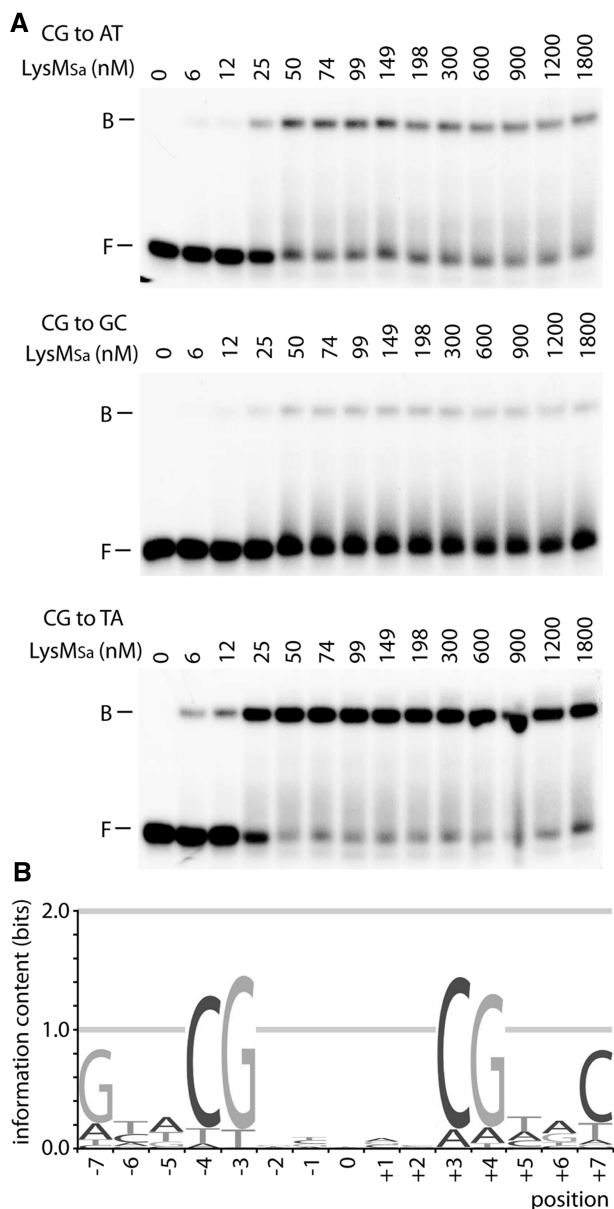 A
CG to AT
LysMSa (nM) 0 6 12 25 50 74 99 149 198 300 600 900 1200 1800
B
F
CG to GC
LysMSa (nM) 0 6 12 25 50 74 99 149 198 300 600 900 1200 1800
B
F
CG to TA
LysMSa (nM) 0 6 12 25 50 74 99 149 198 300 600 900 1200 1800
B
F
B
information content (bits)
2.0
1.0
0.0
G A T C A T C T G T C A G A T A A G C T A
-7 -6 -5 -4 -3 -2 -1 0 +1 +2 +3 +4 +5 +6 +7
position